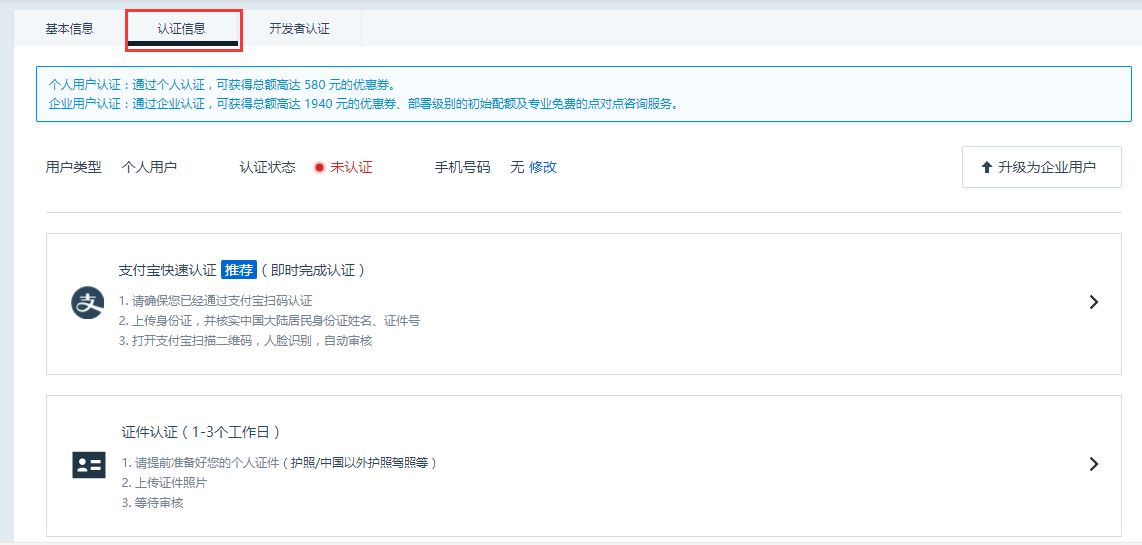 基本信息 认证信息 开发者认证
个人用户认证：通过个人认证，可获得总额高达 580 元的优惠券。
企业用户认证：通过企业认证，可获得总额高达 1940 元的优惠券、部署级别的初始配额及专业免费的点对点咨询服务。
用户类型 个人用户 认证状态 未认证 手机号码 无 修改 升级为企业用户
支付宝快速认证 推荐 （即时完成认证）
支
1. 请确保您已经通过支付宝扫码认证
2. 上传身份证，并核实中国大陆居民身份证姓名、证件号
3. 打开支付宝扫描二维码，人脸识别，自动审核
证件认证（1-3个工作日）
1. 请提前准备好您的个人证件（护照/中国以外护照驾照等）
2. 上传证件照片
3. 等待审核